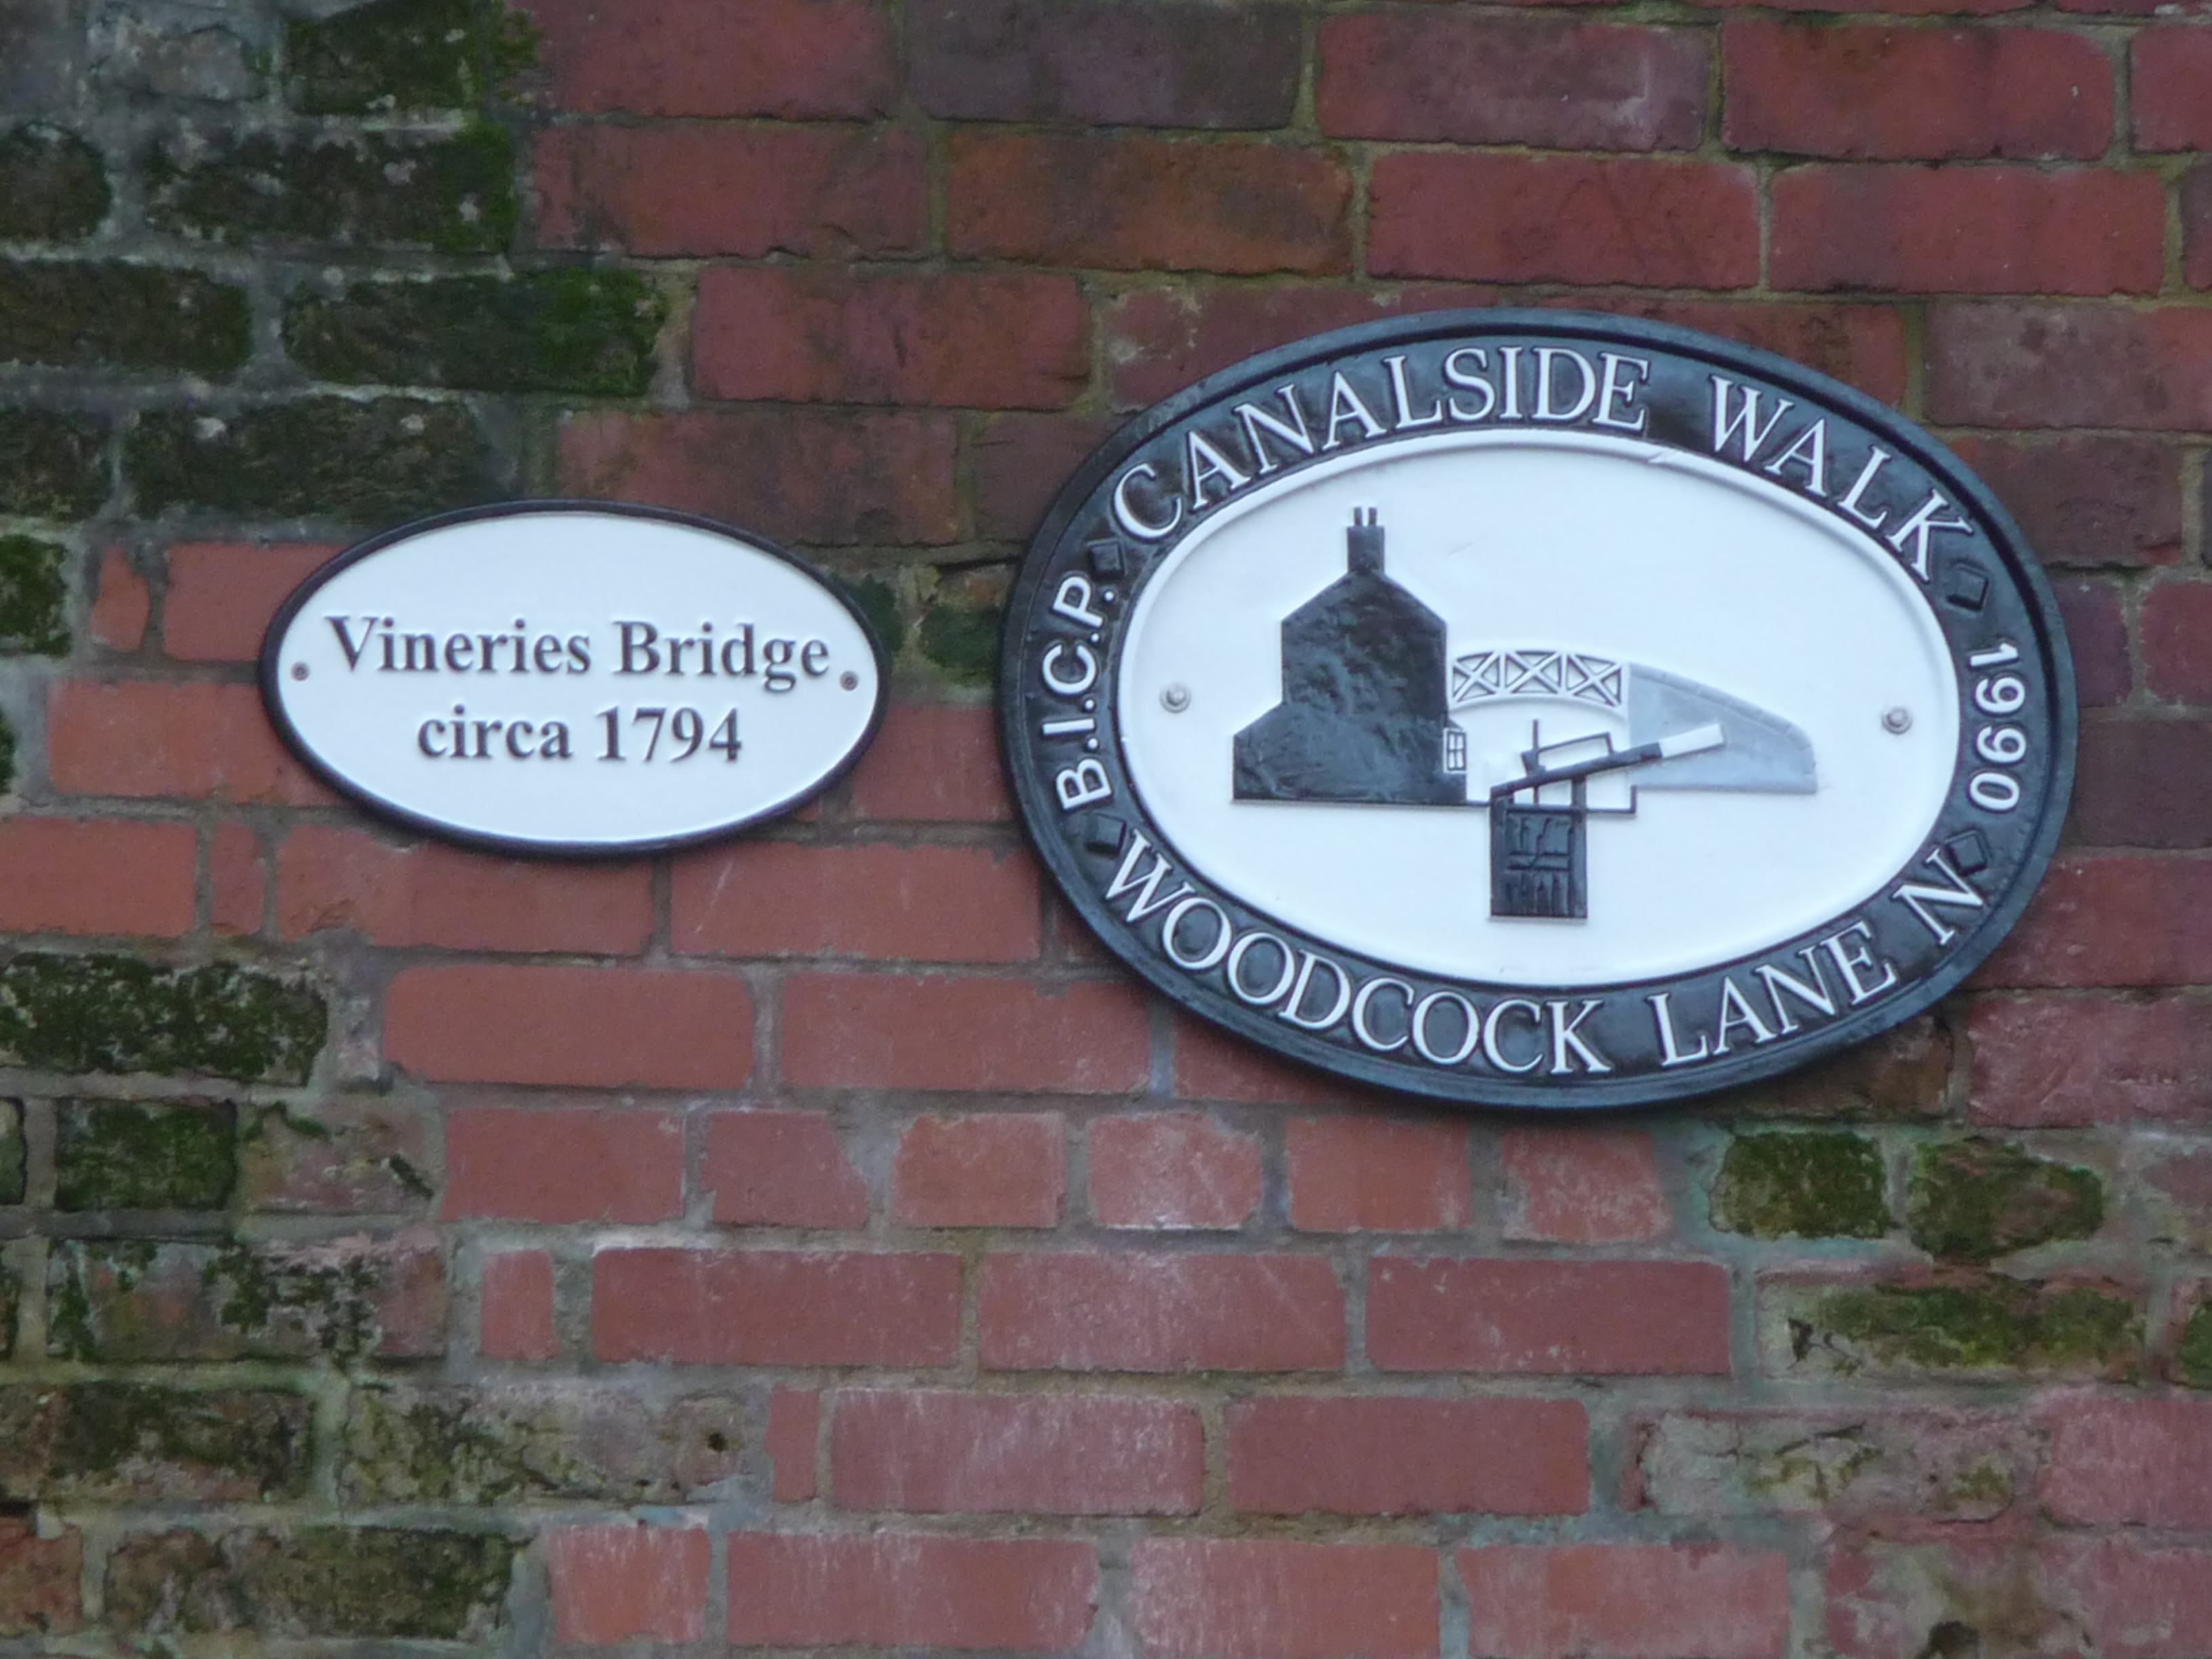 Vineries Bridge
circa 1794
CANALSIDE WALK
B.I.C.P.
1990
WOODCOCK LANE N